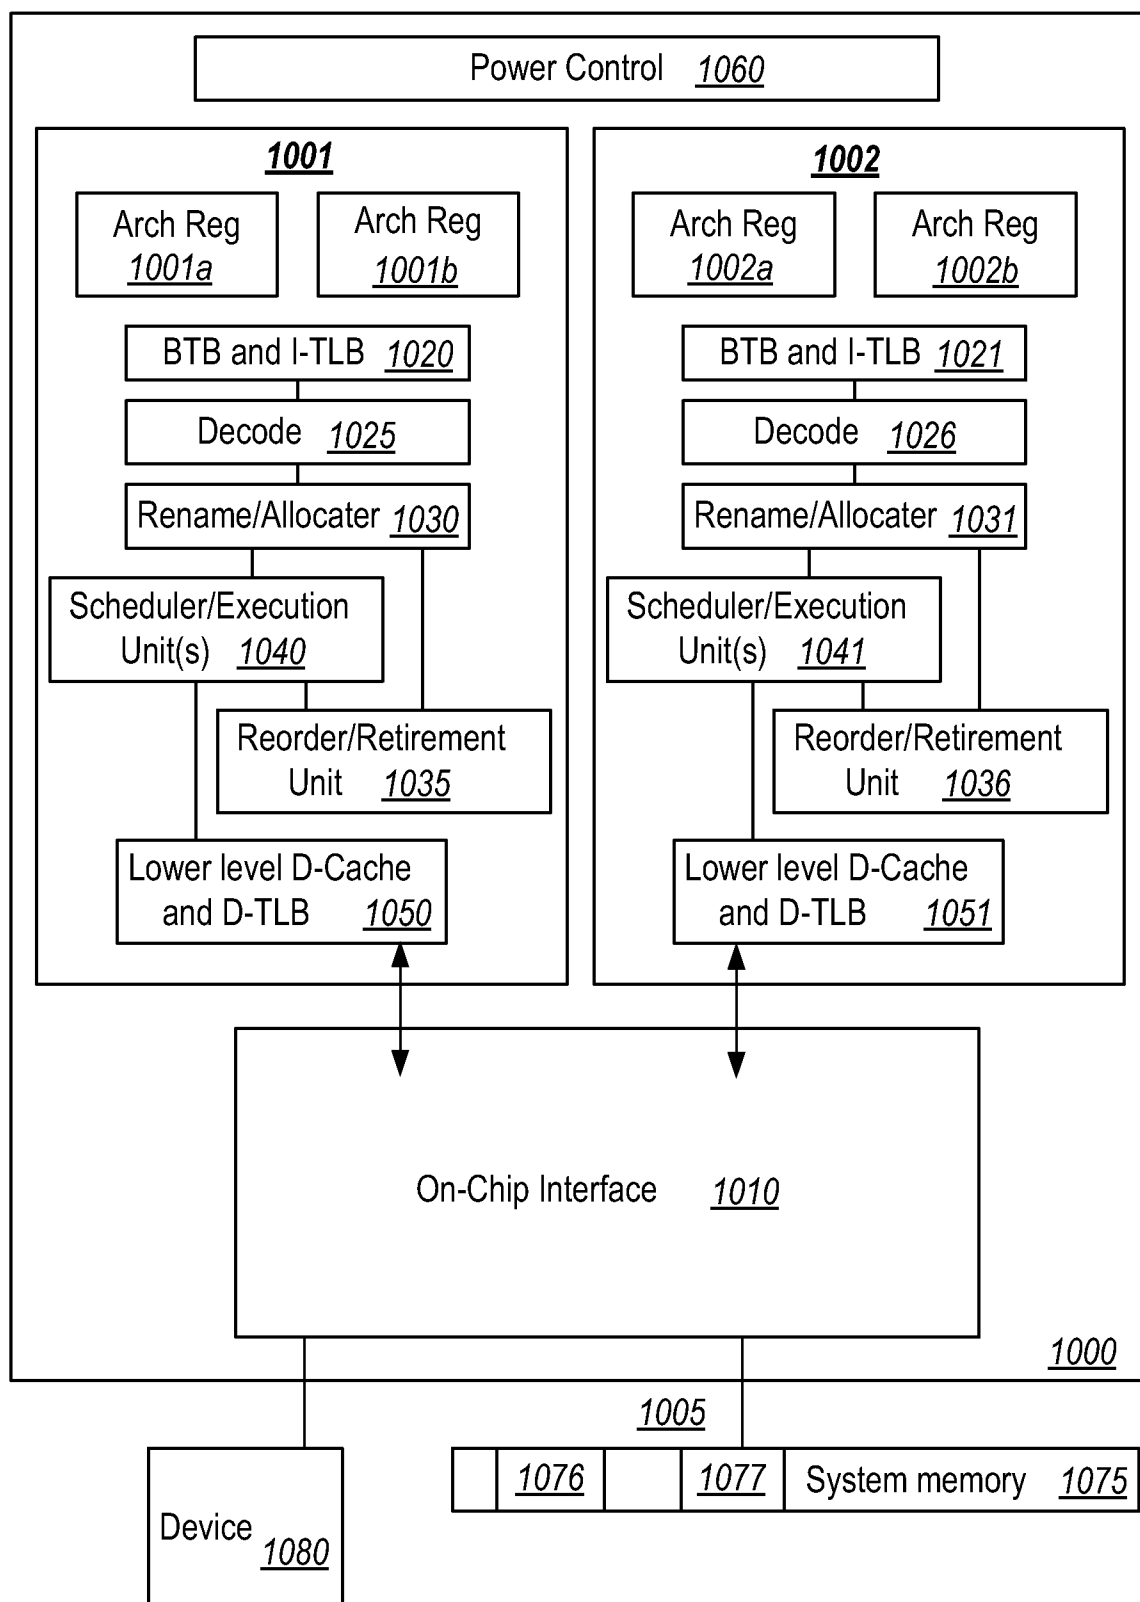 Power Control 1060
1001
Arch Reg
1001a
Arch Reg
1001b
BTB and I-TLB 1020
Decode 1025
Rename/Allocater 1030
Scheduler/Execution
Unit(s) 1040
Reorder/Retirement
Unit 1035
Lower level D-Cache
and D-TLB 1050
1002
Arch Reg
1002a
Arch Reg
1002b
BTB and I-TLB 1021
Decode 1026
Rename/Allocater 1031
Scheduler/Execution
Unit(s) 1041
Reorder/Retirement
Unit 1036
Lower level D-Cache
and D-TLB 1051
On-Chip Interface 1010
1000
1005
1076 1077 System memory 1075
Device 1080